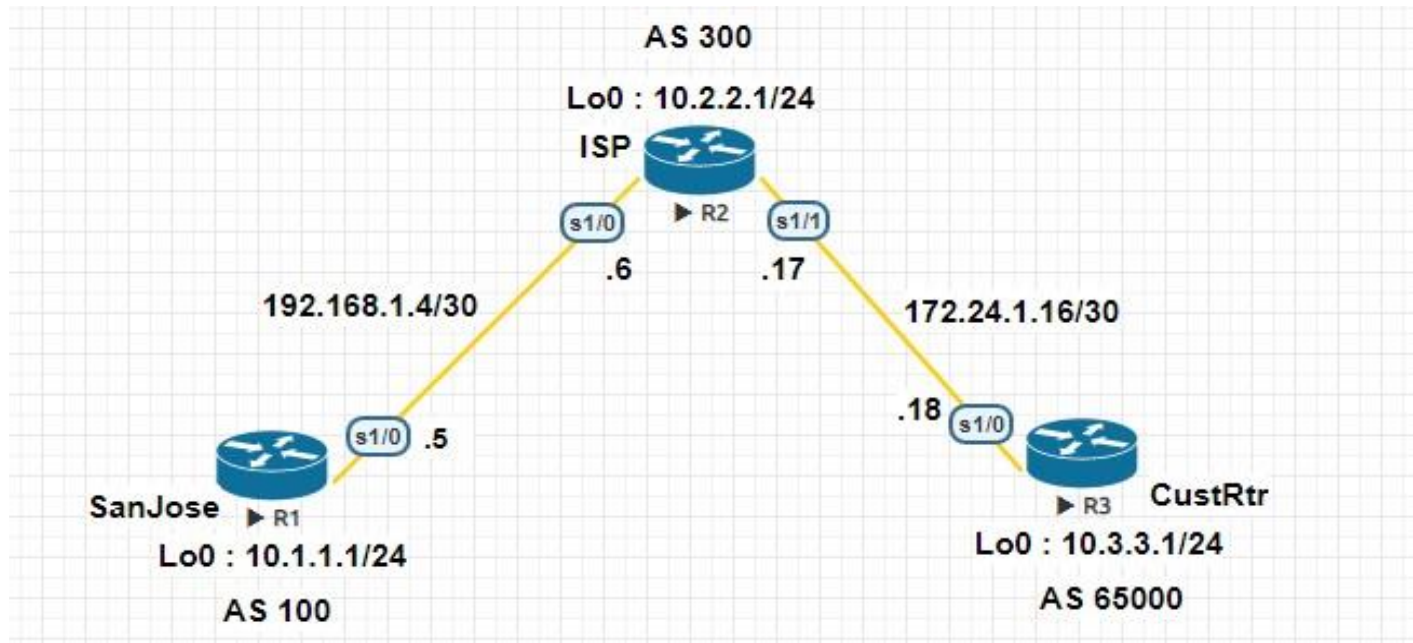 AS 300
Lo0 : 10.2.2.1/24
ISP
R2
s1/0
s1/1
.6
.17
192.168.1.4/30
172.24.1.16/30
.18
s1/0
s1/0
.5
SanJose
R1
R3
CustRtr
Lo0 : 10.1.1.1/24
Lo0 : 10.3.3.1/24
AS 100
AS 65000